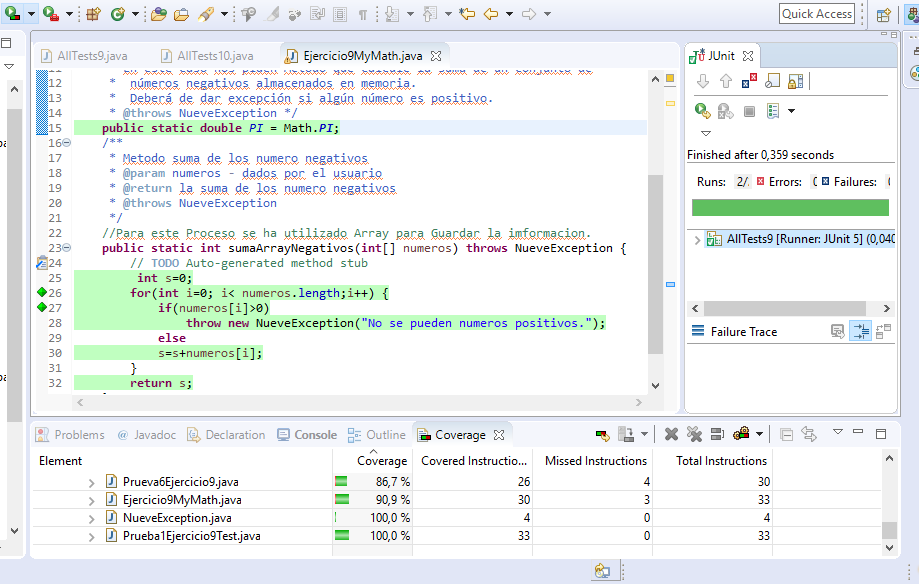 Quick Access
AllTests9.java
AllTests10.java
Ejercicio9MyMath.java
JUnit
12 * números negativos almacenados en memoria.
13 * Deberá de dar excepción si algún número es positivo.
14 * @throws NueveException */
15 public static double PI = Math.PI;
16 /**
17 * Metodo suma de los numero negativos
18 * @param numeros - dados por el usuario
19 * @return la suma de los numero negativos
20 * @throws NueveException
21 */
22 //Para este Proceso se ha utilizado Array para Guardar la imformacion.
23 public static int sumaArrayNegativos(int[] numeros) throws NueveException {
24 // TODO Auto-generated method stub
25 int s=0;
26 for(int i=0; i< numeros.length;i++) {
27 if(numeros[i]>0)
28 throw new NueveException("No se pueden numeros positivos.");
29 else
30 s=s+numeros[i];
31 }
32 return s;
Finished after 0,359 seconds
Runs: 2/ Errors: Failures:
AllTests9 [Runner: JUnit 5] (0,040
Failure Trace
Problems @ Javadoc Declaration Console Outline Coverage
Element Coverage Covered Instructio... Missed Instructions Total Instructions
Prueva6Ejercicio9.java 86,7 % 26 4 30
Ejercicio9MyMath.java 90,9 % 30 3 33
NueveException.java 100,0 % 4 0 4
Prueba1Ejercicio9Test.java 100,0 % 33 0 33